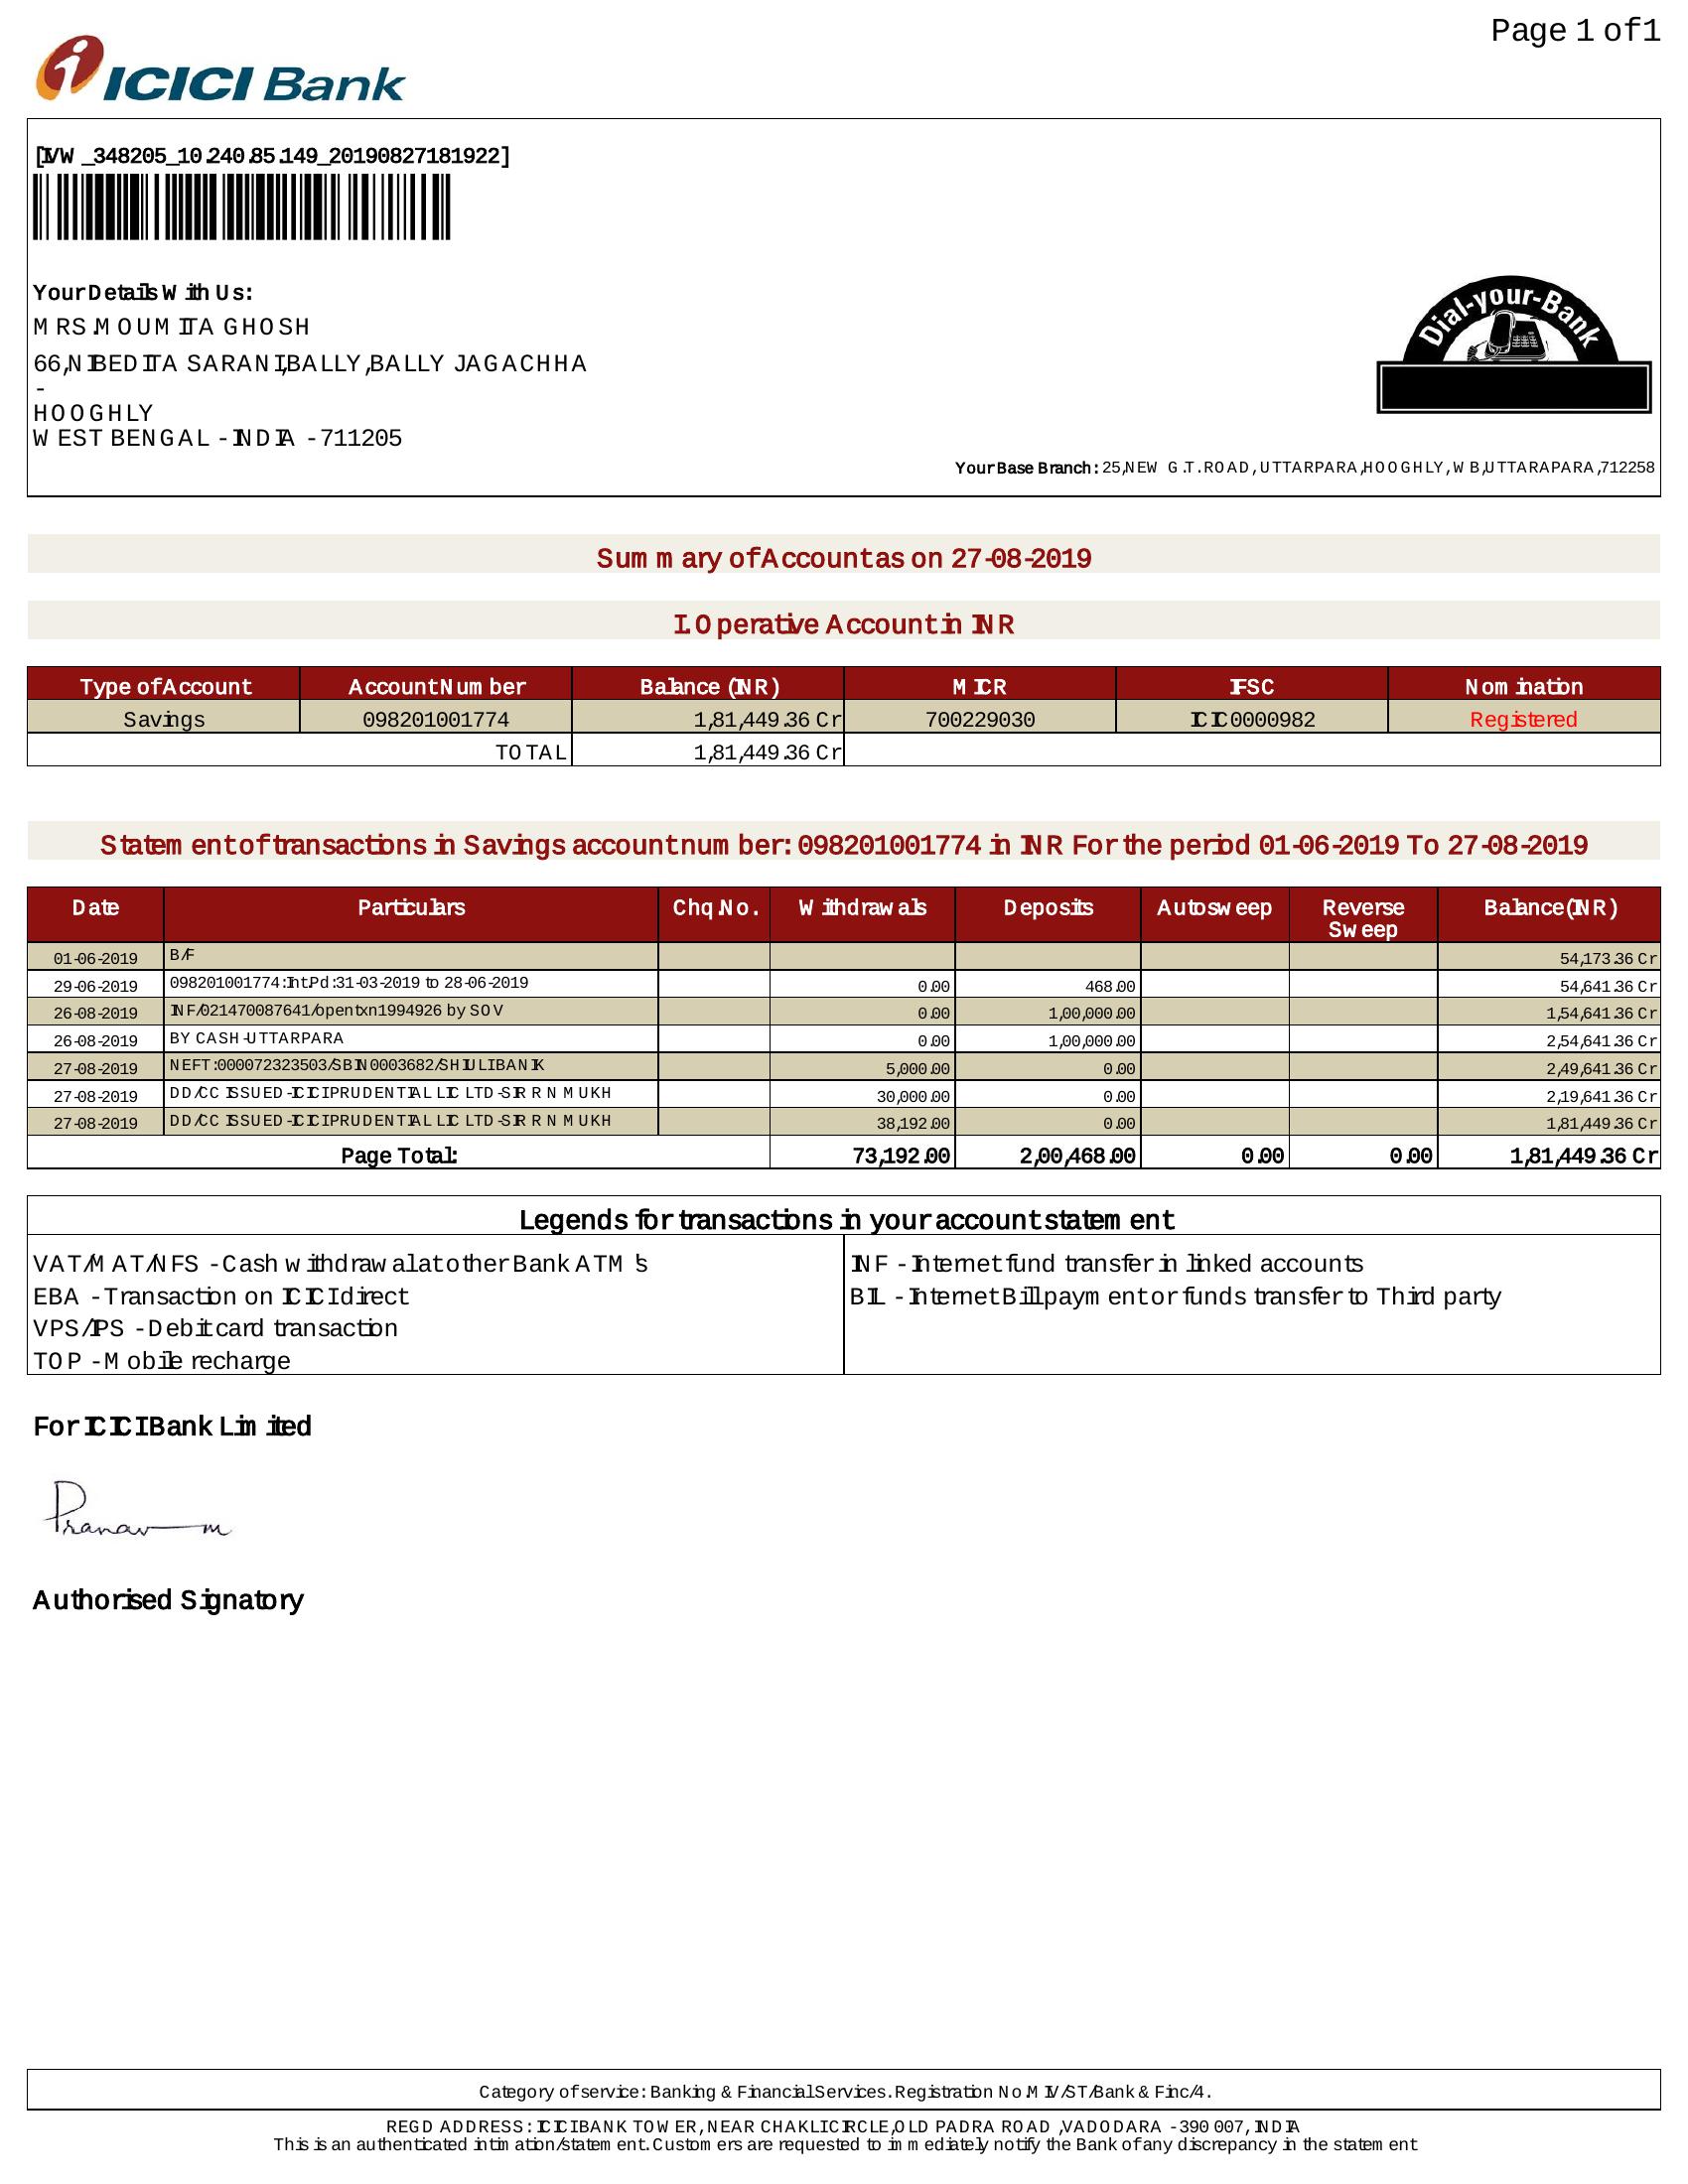 Page 1 of 1
ICICI Bank
[IVW_348205_10.240.85.149_20190827181922]
Your Details With Us:
MRS.MOUMITA GHOSH
66,NIBEDITA SARANI,BALLY,BALLY JAGACHHA
-
HOOGHLY
WEST BENGAL - INDIA - 711205
Dial-your-Bank
Your Base Branch: 25,NEW G.T.ROAD, UTTARPARA,HOOGHLY, WB,UTTARAPARA,712258
Summary of Account as on 27-08-2019
I. Operative Account in INR
Type of Account Account Number Balance (INR) MICR IFSC Nomination
Savings 098201001774 1,81,449.36 Cr 700229030 ICIC0000982 Registered
TOTAL 1,81,449.36 Cr
Statement of transactions in Savings account number: 098201001774 in INR For the period 01-06-2019 To 27-08-2019
Date Particulars Chq.No. Withdrawals Deposits Autosweep Reverse Sweep Balance(INR)
01-06-2019 B/F 54,173.36 Cr
29-06-2019 098201001774:Int.Pd:31-03-2019 to 28-06-2019 0.00 468.00 54,641.36 Cr
26-08-2019 INF/021470087641/opentxn1994926 by SOV 0.00 1,00,000.00 1,54,641.36 Cr
26-08-2019 BY CASH-UTTARPARA 0.00 1,00,000.00 2,54,641.36 Cr
27-08-2019 NEFT:000072323503/SBIN0003682/SHIULIBANIK 5,000.00 0.00 2,49,641.36 Cr
27-08-2019 DD/CC ISSUED-ICICIPRUDENTIAL LIC LTD-SR R N MUKH 30,000.00 0.00 2,19,641.36 Cr
27-08-2019 DD/CC ISSUED-ICICIPRUDENTIAL LIC LTD-SR R N MUKH 38,192.00 0.00 1,81,449.36 Cr
Page Total: 73,192.00 2,00,468.00 0.00 0.00 1,81,449.36 Cr
Legends for transactions in your account statement
VAT/MAT/NFS - Cash withdrawal at other Bank ATM's
EBA - Transaction on ICICI direct
VPS/IPS - Debit card transaction
TOP - Mobile recharge
INF - Internet fund transfer in linked accounts
BIL - Internet Bill payment or funds transfer to Third party
For ICICI Bank Limited
Pranav m
Authorised Signatory
Category of service: Banking & Financial Services. Registration No.MIV/ST/Bank & Finc/4.
REGD ADDRESS: ICICI BANK TOWER, NEAR CHAKLI CIRCLE,OLD PADRA ROAD ,VADODARA - 390 007, INDIA
This is an authenticated intimation/statement. Customers are requested to immediately notify the Bank of any discrepancy in the statement